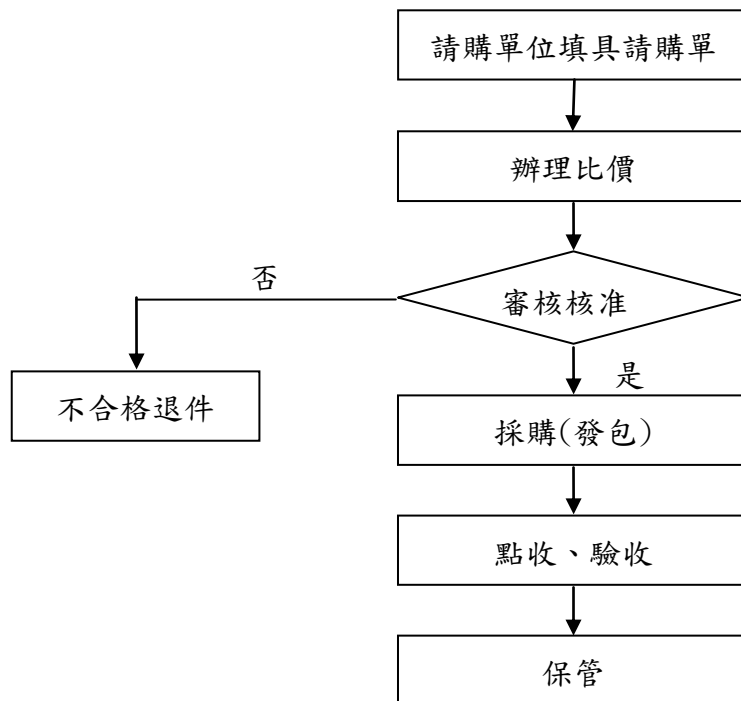 請購單位填具請購單
辦理比價
否
審核核准
是
不合格退件
採購(發包)
點收、驗收
保管